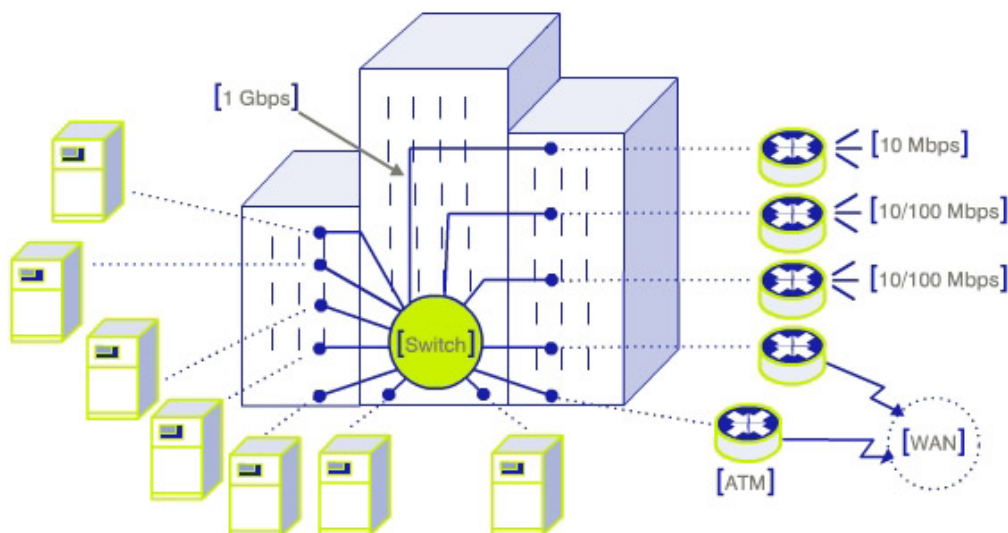 [1 Gbps]
[10 Mbps]
[10/100 Mbps]
[10/100 Mbps]
[Switch]
[WAN]
[ATM]